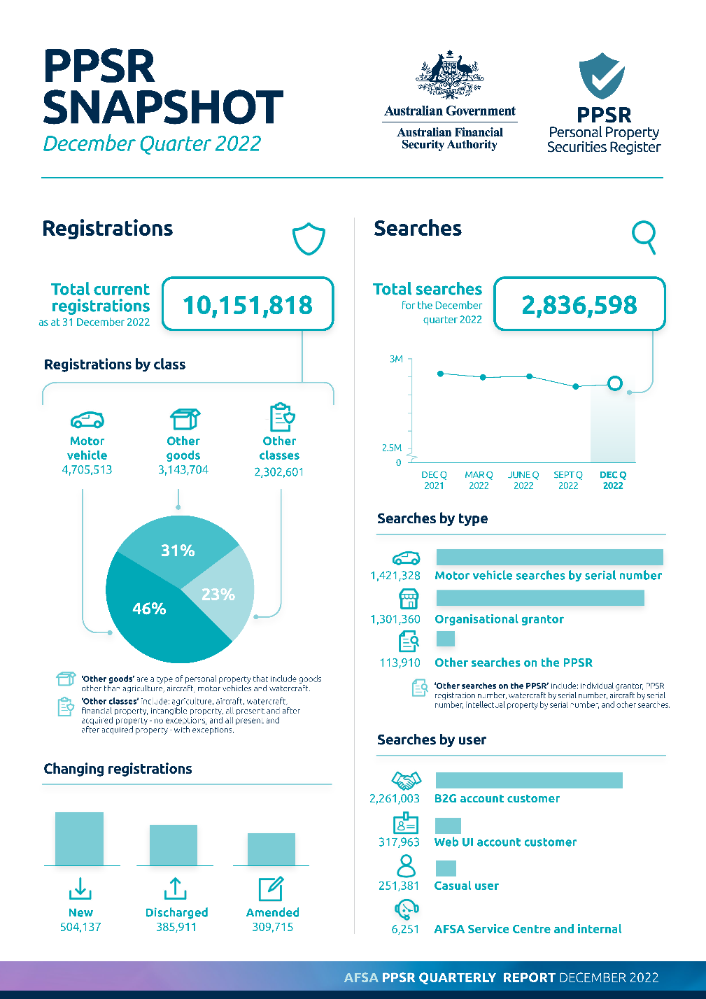 PPSR
SNAPSHOT
December Quarter 2022
Australian Government
Australian Financial
Security Authority
PPSR
Personal Property
Securities Register
Registrations
Total current
registrations
as at 31 December 2022
10,151,818
Registrations by class
Motor
vehicle
4,705,513
Other
goods
3,143,704
Other
classes
2,302,601
31%
23%
46%
'Other goods' are a type of personal property that include goods
other than agriculture, aircraft, motor vehicles and watercraft.
'Other classes' include: agriculture, aircraft, watercraft,
financial property, intangible property, all present and after
acquired property - no exceptions, and all present and
after acquired property - with exceptions.
Changing registrations
New
504,137
Discharged
385,911
Amended
309,715
Searches
Total searches
for the December
quarter 2022
2,836,598
3M
2.5M
0
DEC Q
2021
MAR Q
2022
JUNE Q
2022
SEPT Q
2022
DEC Q
2022
Searches by type
1,421,328 Motor vehicle searches by serial number
1,301,360 Organisational grantor
113,910 Other searches on the PPSR
'Other searches on the PPSR' include: individual grantor, PPSR
registration number, watercraft by serial number, aircraft by serial
number, intellectual property by serial number, and other searches.
Searches by user
2,261,003 B2G account customer
317,963 Web UI account customer
251,381 Casual user
6,251 AFSA Service Centre and internal
AFSA PPSR QUARTERLY REPORT DECEMBER 2022